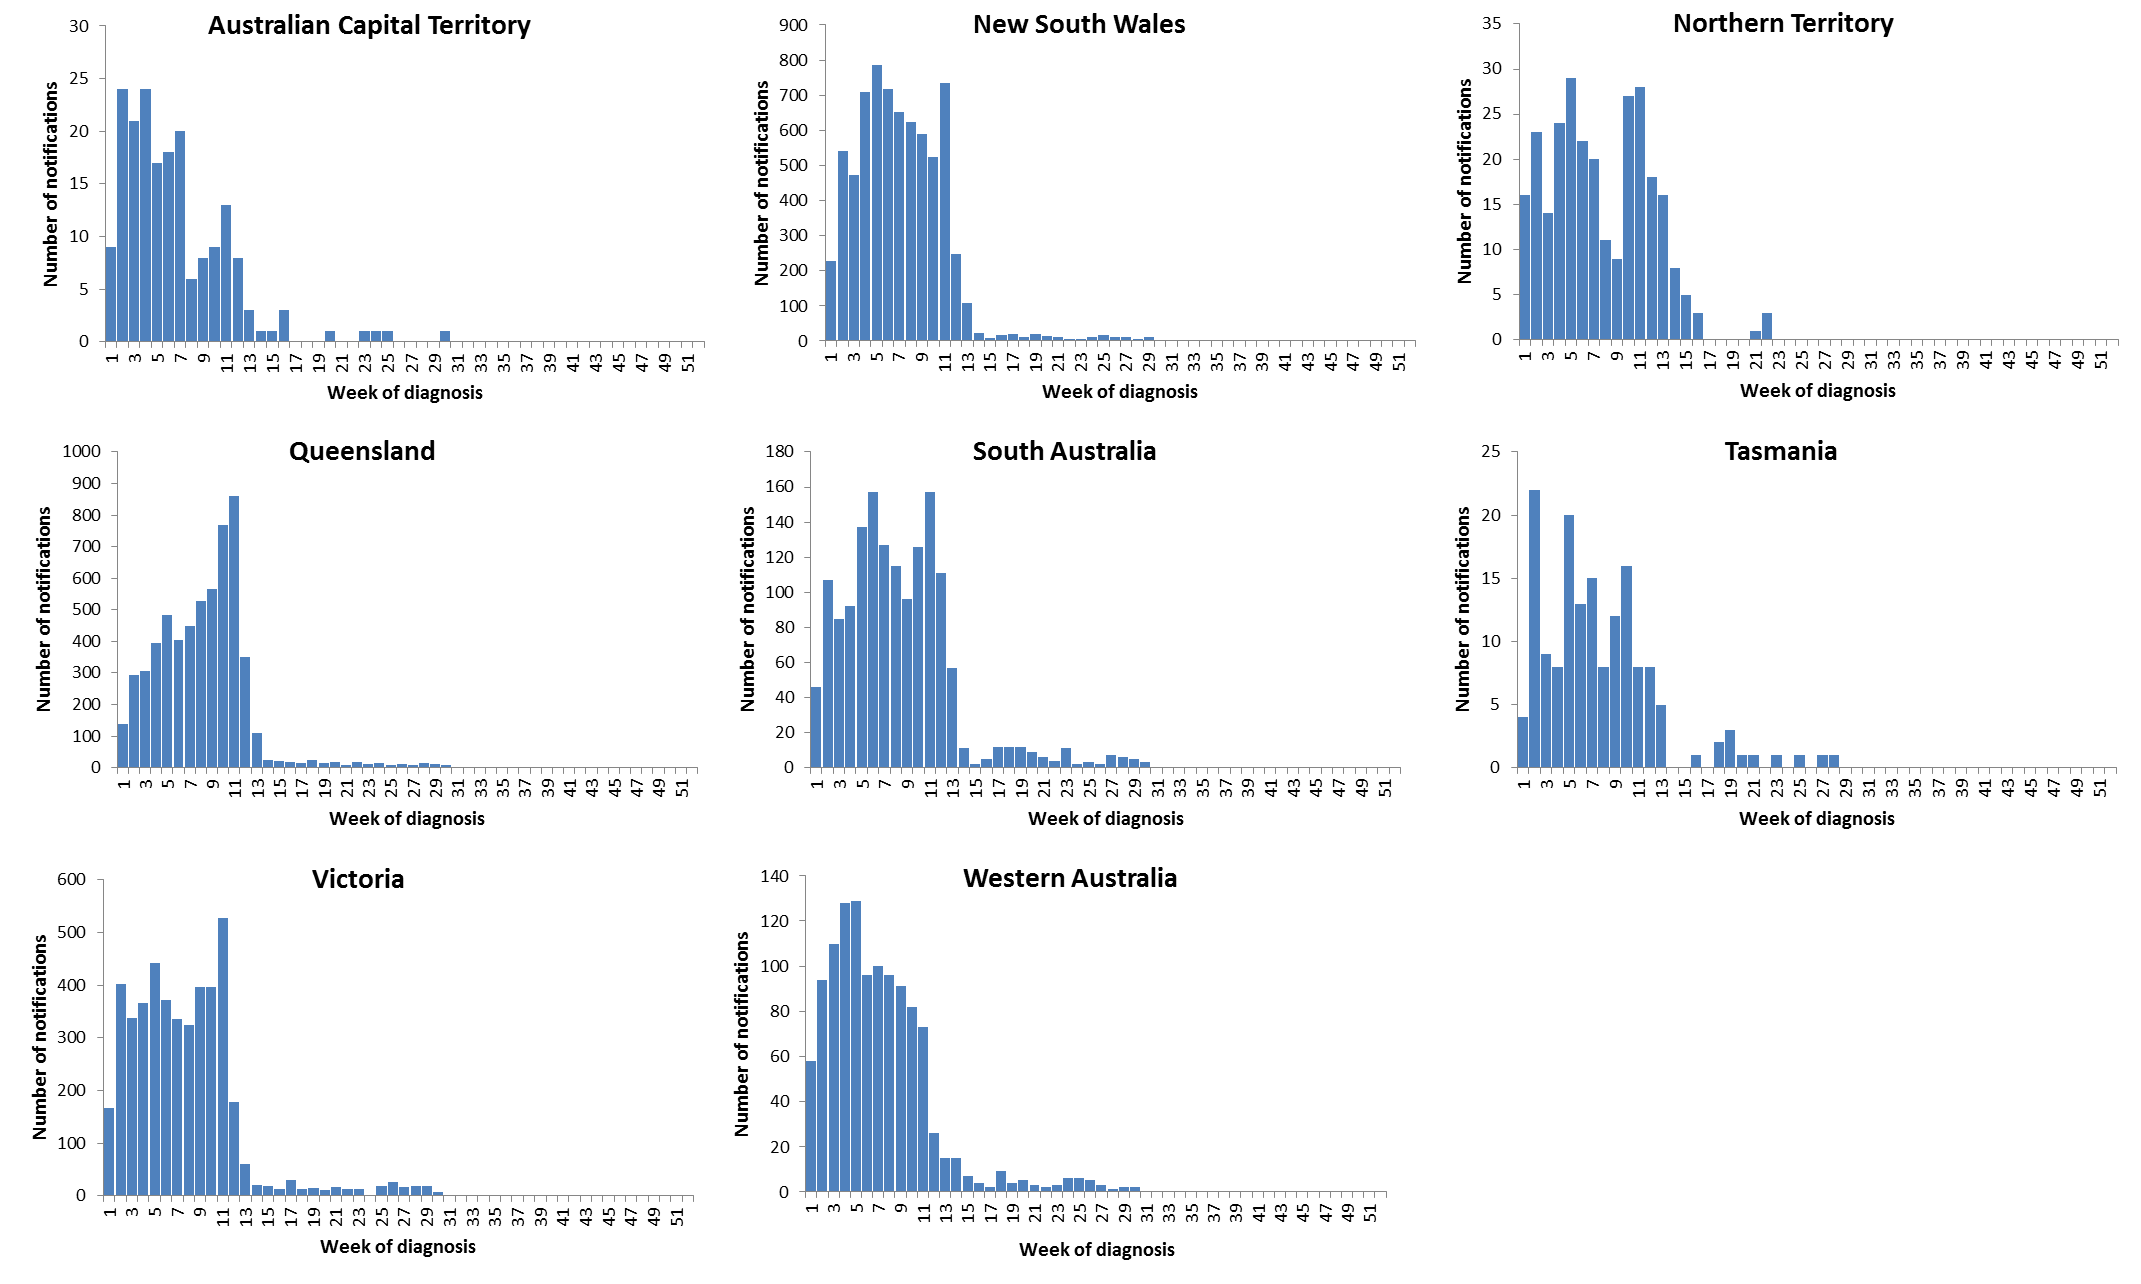 Australian Capital Territory
Number of notifications
30
25
20
15
10
5
0
1 3 5 7 9 11 13 15 17 19 21 23 25 27 29 31 33 35 37 39 41 43 45 47 49 51
Week of diagnosis
New South Wales
Number of notifications
900
800
700
600
500
400
300
200
100
0
1 3 5 7 9 11 13 15 17 19 21 23 25 27 29 31 33 35 37 39 41 43 45 47 49 51
Week of diagnosis
Northern Territory
Number of notifications
35
30
25
20
15
10
5
0
1 3 5 7 9 11 13 15 17 19 21 23 25 27 29 31 33 35 37 39 41 43 45 47 49 51
Week of diagnosis
Queensland
Number of notifications
1000
900
800
700
600
500
400
300
200
100
0
1 3 5 7 9 11 13 15 17 19 21 23 25 27 29 31 33 35 37 39 41 43 45 47 49 51
Week of diagnosis
South Australia
Number of notifications
180
160
140
120
100
80
60
40
20
0
1 3 5 7 9 11 13 15 17 19 21 23 25 27 29 31 33 35 37 39 41 43 45 47 49 51
Week of diagnosis
Tasmania
Number of notifications
25
20
15
10
5
0
1 3 5 7 9 11 13 15 17 19 21 23 25 27 29 31 33 35 37 39 41 43 45 47 49 51
Week of diagnosis
Victoria
Number of notifications
600
500
400
300
200
100
0
1 3 5 7 9 11 13 15 17 19 21 23 25 27 29 31 33 35 37 39 41 43 45 47 49 51
Week of diagnosis
Western Australia
Number of notifications
140
120
100
80
60
40
20
0
1 3 5 7 9 11 13 15 17 19 21 23 25 27 29 31 33 35 37 39 41 43 45 47 49 51
Week of diagnosis